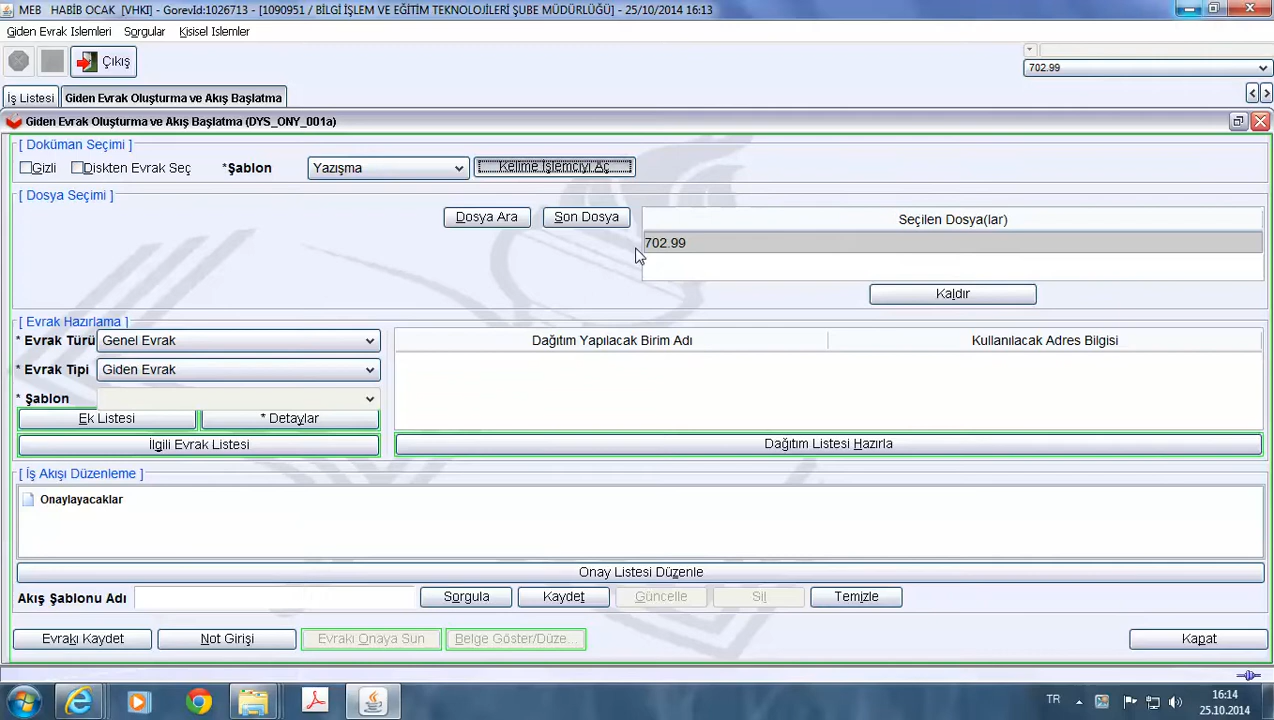 MEB HABİB OCAK [VHKI] - GorevId:1026713 - [1090951 / BİLGİ İŞLEM VE EĞİTİM TEKNOLOJİLERİ ŞUBE MÜDÜRLÜĞÜ] - 25/10/2014 16:13
Giden Evrak Islemleri Sorgular Kisisel Islemler
Çıkış
702.99
İş Listesi Giden Evrak Oluşturma ve Akış Başlatma
Giden Evrak Oluşturma ve Akış Başlatma (DYS_ONY_001a)
[ Doküman Seçimi ]
Gizli Diskten Evrak Seç *Şablon Yazışma Kelime İşlemciyi Aç
[ Dosya Seçimi ]
Dosya Ara Son Dosya Seçilen Dosya(lar)
702.99
Kaldır
[ Evrak Hazırlama ]
* Evrak Türü Genel Evrak Dağıtım Yapılacak Birim Adı Kullanılacak Adres Bilgisi
* Evrak Tipi Giden Evrak
* Şablon
Ek Listesi * Detaylar
İlgili Evrak Listesi Dağıtım Listesi Hazırla
[ İş Akışı Düzenleme ]
Onaylayacaklar
Onay Listesi Düzenle
Akış Şablonu Adı Sorgula Kaydet Güncelle Sil Temizle
Evrakı Kaydet Not Girişi Evrakı Onaya Sun Belge Göster/Düze... Kapat
TR 16:14
25.10.2014